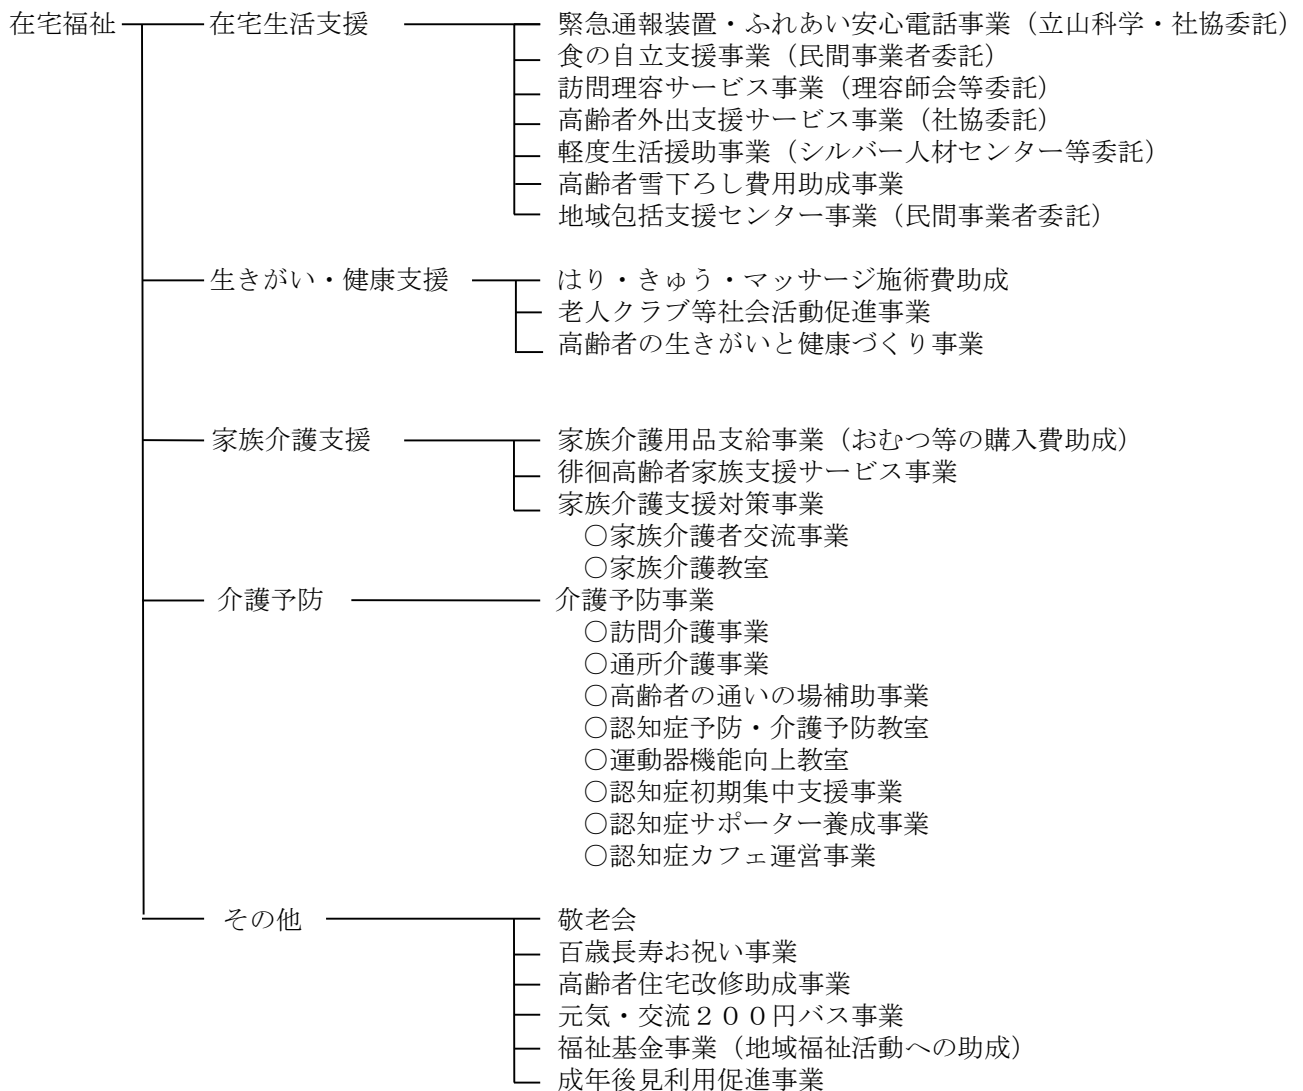 在宅福祉 在宅生活支援 緊急通報装置・ふれあい安心電話事業（立山科学・社協委託）
食の自立支援事業（民間事業者委託）
訪問理容サービス事業（理容師会等委託）
高齢者外出支援サービス事業（社協委託）
軽度生活援助事業（シルバー人材センター等委託）
高齢者雪下ろし費用助成事業
地域包括支援センター事業（民間事業者委託）
生きがい・健康支援 はり・きゅう・マッサージ施術費助成
老人クラブ等社会活動促進事業
高齢者の生きがいと健康づくり事業
家族介護支援 家族介護用品支給事業（おむつ等の購入費助成）
徘徊高齢者家族支援サービス事業
家族介護支援対策事業
○家族介護者交流事業
○家族介護教室
介護予防 介護予防事業
○訪問介護事業
○通所介護事業
○高齢者の通いの場補助事業
○認知症予防・介護予防教室
○運動器機能向上教室
○認知症初期集中支援事業
○認知症サポーター養成事業
○認知症カフェ運営事業
その他 敬老会
百歳長寿お祝い事業
高齢者住宅改修助成事業
元気・交流２００円バス事業
福祉基金事業（地域福祉活動への助成）
成年後見利用促進事業